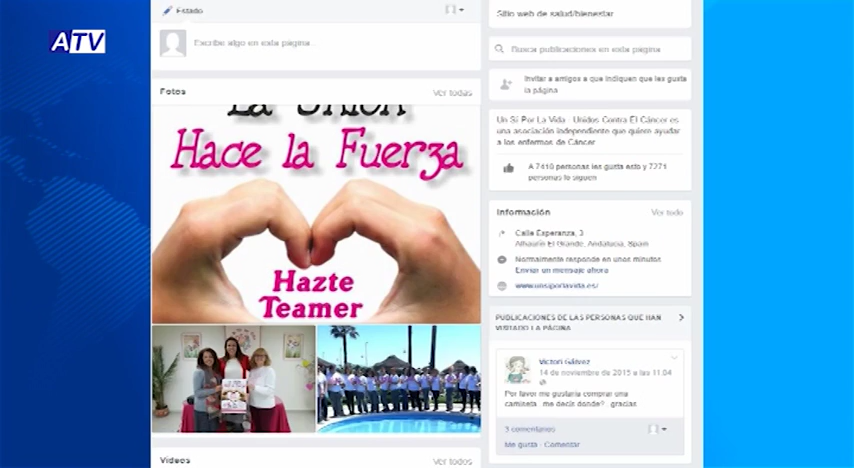 ATV
Estado
Escribe algo en esta página...
Fotos
Ver todas
La Unión
Hace la Fuerza
Hazte
Teamer
Videos
Ver todos
Sitio web de salud/bienestar
Busca publicaciones en esta página
Invitar a amigos a que indiquen que les gusta
la página
Un Sí Por La Vida - Unidos Contra El Cáncer es
una asociación independiente que quiere ayudar
a los enfermos de Cáncer
A 7410 personas les gusta esto y 7271
personas lo siguen
Información
Ver todo
Calle Esperanza, 3
Alhaurín El Grande, Andalucia, Spain
Normalmente responde en unos minutos
Enviar un mensaje ahora
www.unsiporlavida.es/
PUBLICACIONES DE LAS PERSONAS QUE HAN
VISITADO LA PÁGINA
Victori Gálvez
14 de noviembre de 2015 a las 11:04
Por favor me gustaria comprar una
camiseta.. me decis donde?.. gracias
3 comentarios
Me gusta · Comentar